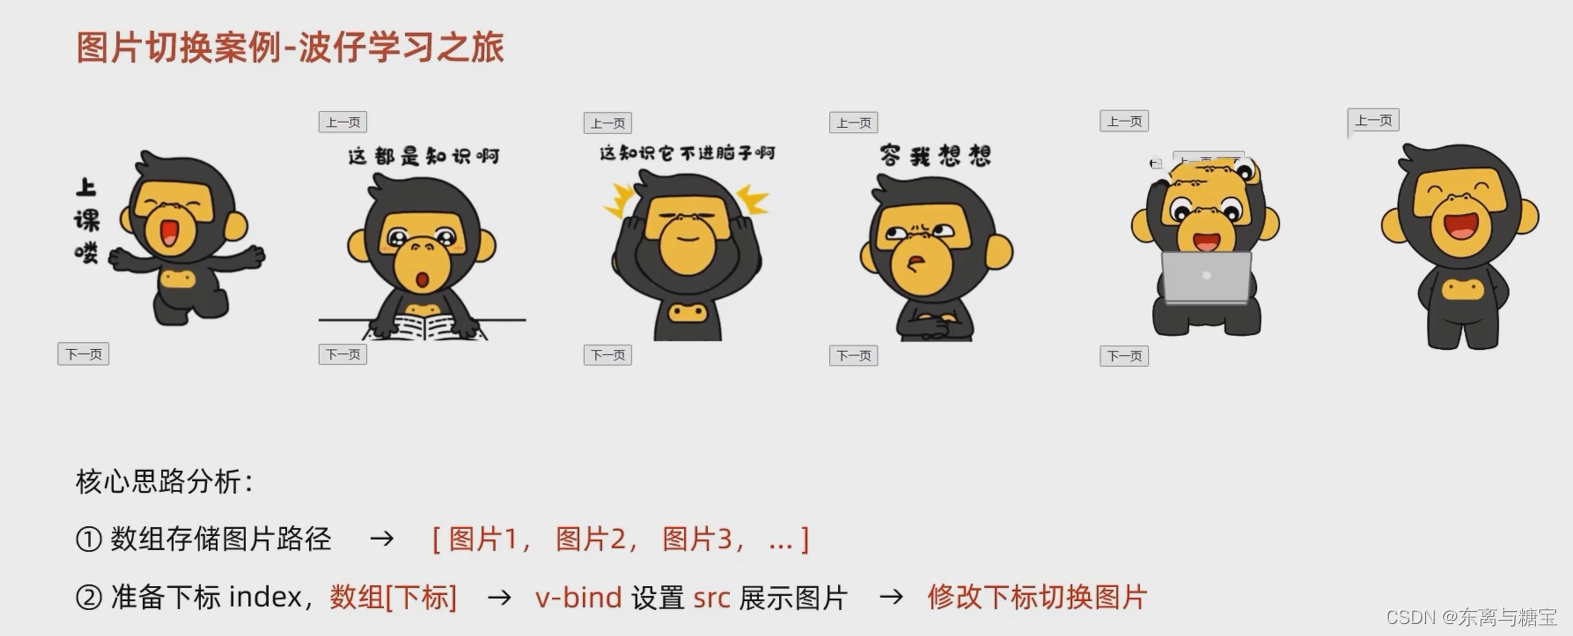 图片切换案例-波仔学习之旅
上一页
上一页
上一页
上一页
上一页
这都是知识啊
这知识它不进脑子啊
容我想想
上一页
上
课
喽
下一页
下一页
下一页
下一页
下一页
核心思路分析：
① 数组存储图片路径 → [ 图片1， 图片2， 图片3， ... ]
② 准备下标 index，数组[下标] → v-bind 设置 src 展示图片 → 修改下标切换图片
CSDN @东离与糖宝